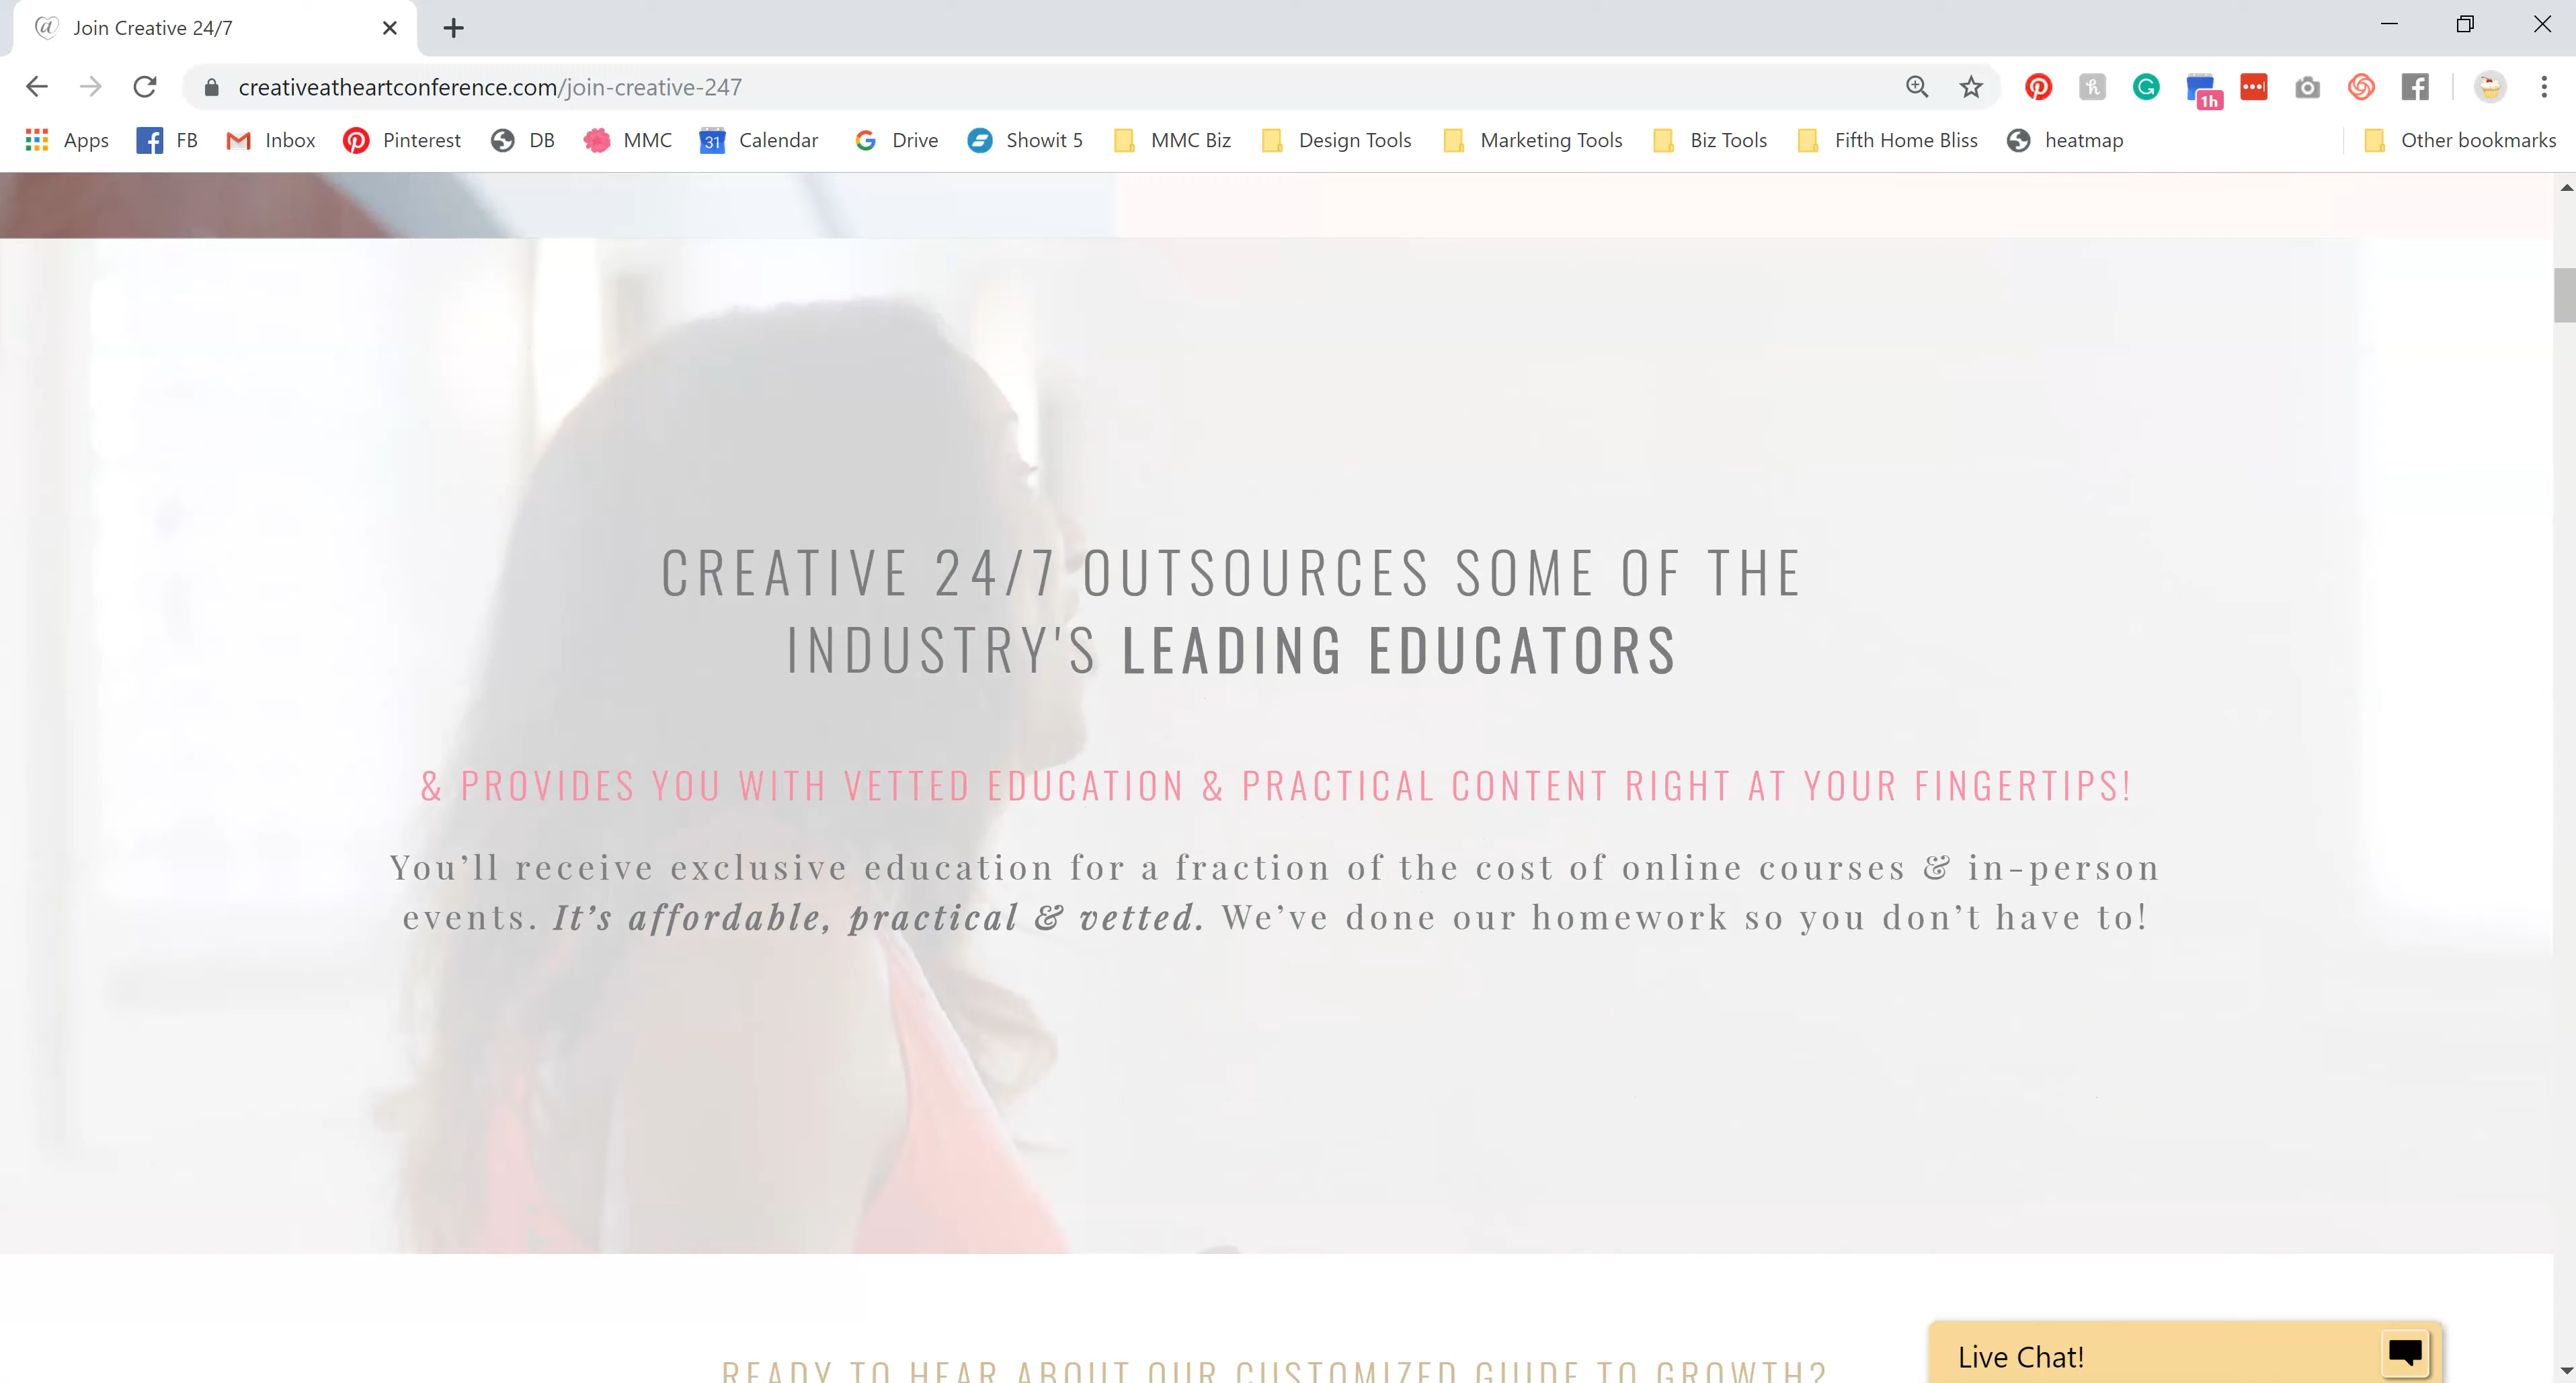 Join Creative 24/7
creativeatheartconference.com/join-creative-247
1h
Apps FB Inbox Pinterest DB MMC 31 Calendar Drive Showit 5 MMC Biz Design Tools Marketing Tools Biz Tools Fifth Home Bliss heatmap Other bookmarks
CREATIVE 24/7 OUTSOURCES SOME OF THE
INDUSTRY'S LEADING EDUCATORS
& PROVIDES YOU WITH VETTED EDUCATION & PRACTICAL CONTENT RIGHT AT YOUR FINGERTIPS!
You’ll receive exclusive education for a fraction of the cost of online courses & in-person
events. It’s affordable, practical & vetted. We’ve done our homework so you don’t have to!
READY TO HEAR ABOUT OUR CUSTOMIZED GUIDE TO GROWTH?
Live Chat!